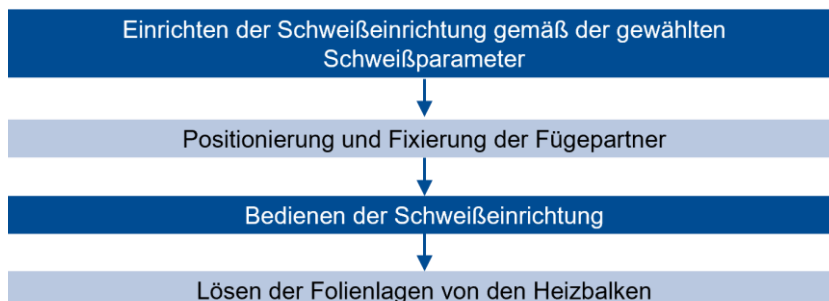 Einrichten der Schweißeinrichtung gemäß der gewählten
Schweißparameter
Positionierung und Fixierung der Fügepartner
Bedienen der Schweißeinrichtung
Lösen der Folienlagen von den Heizbalken